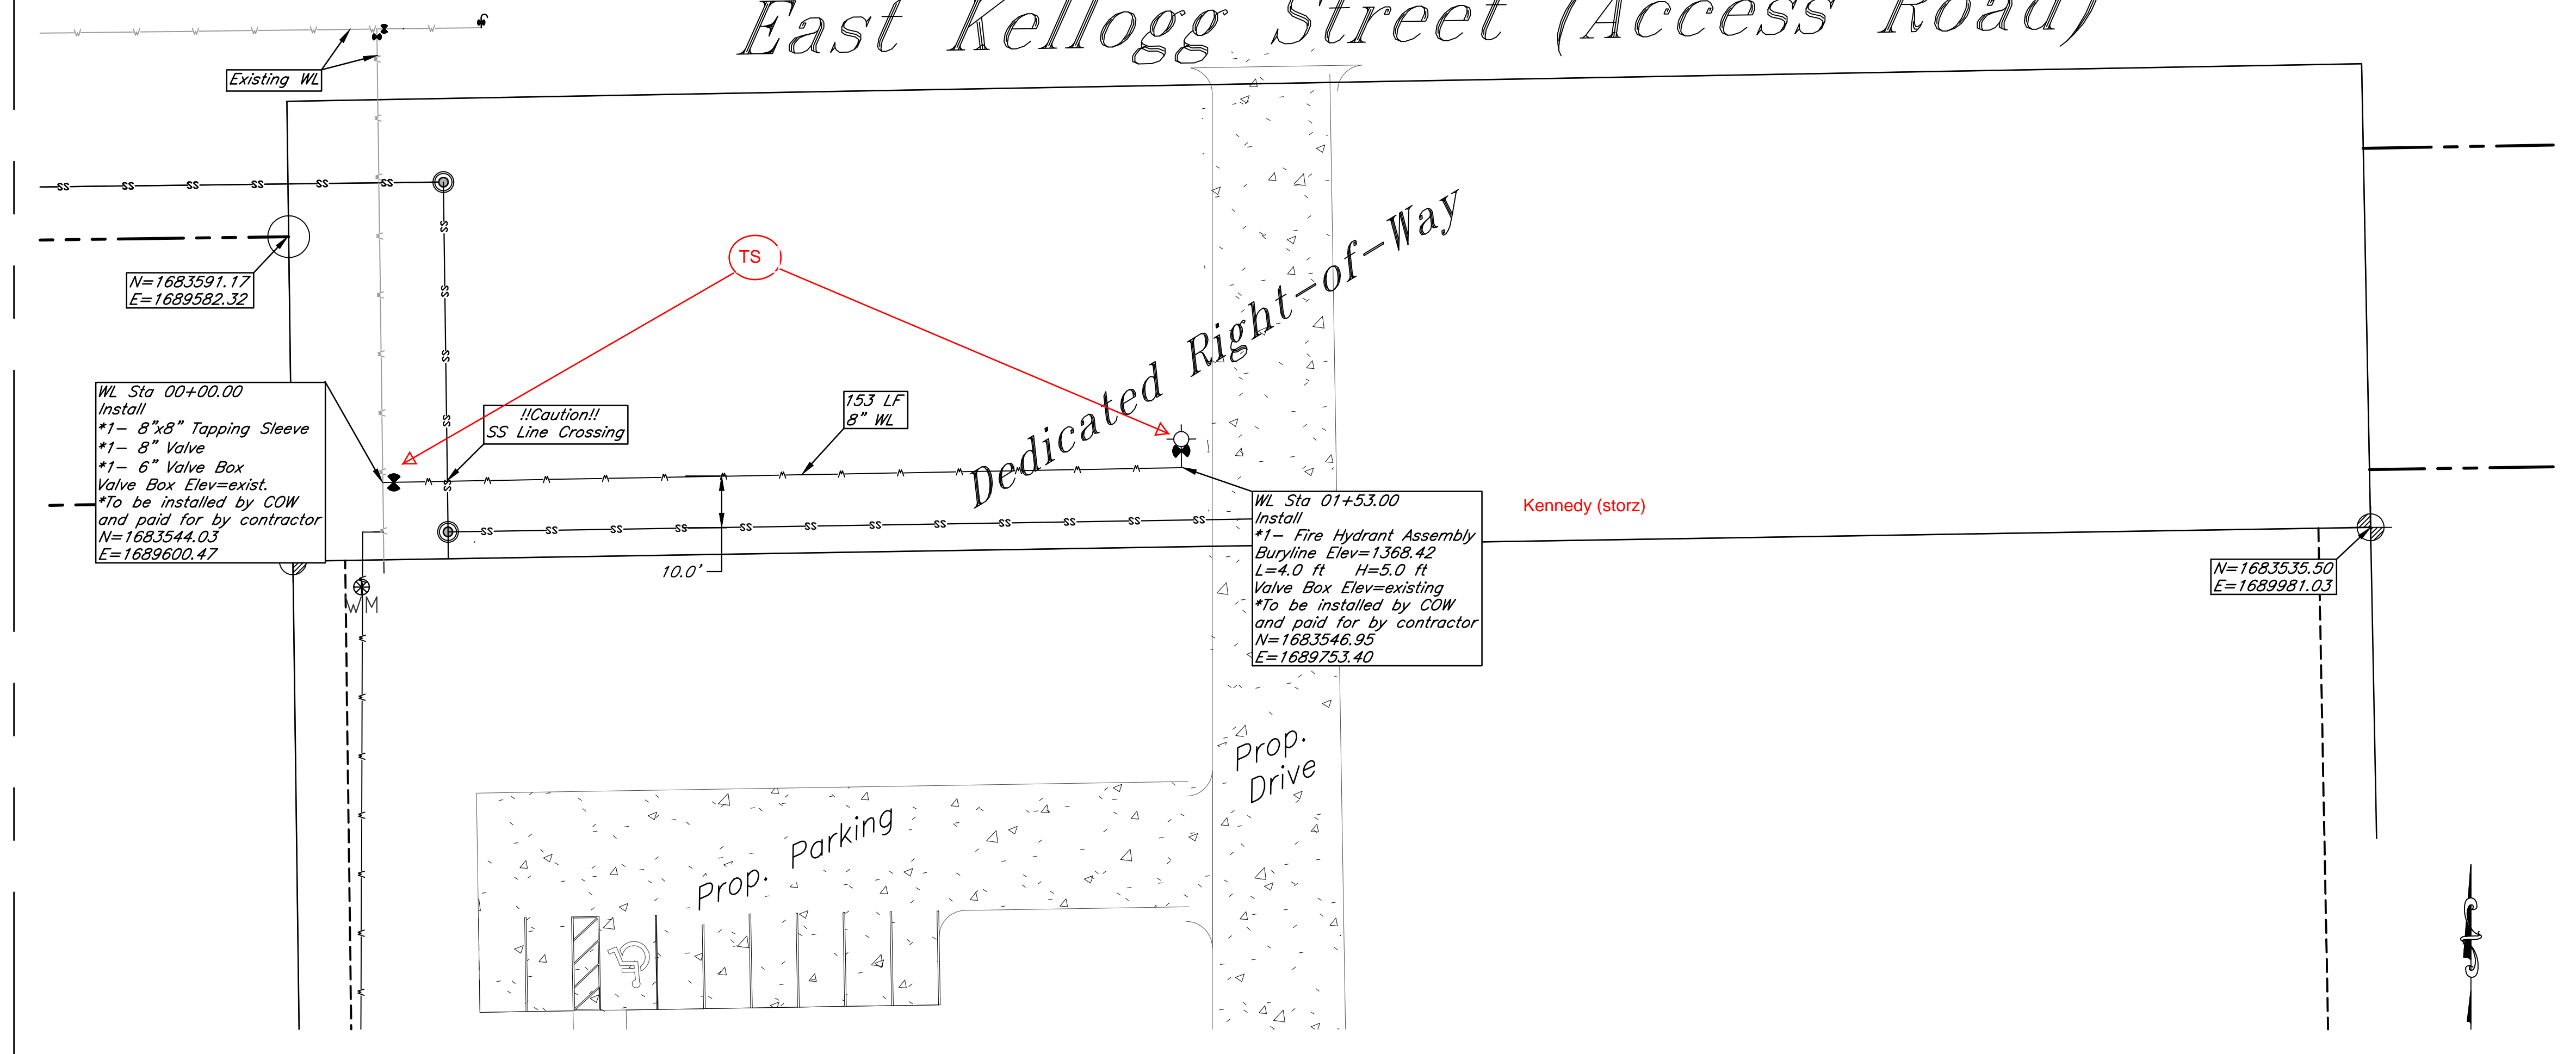 East Kellogg Street (Access Road)
Existing WL
N=1683591.17
E=1689582.32
TS
WL Sta 00+00.00
Install
*1- 8"x8" Tapping Sleeve
*1- 8" Valve
*1- 6" Valve Box
Valve Box Elev=exist.
*To be installed by COW
and paid for by contractor
N=1683544.03
E=1689600.47
!!Caution!!
SS Line Crossing
153 LF
8" WL
Dedicated Right-of-Way
WL Sta 01+53.00
Install
*1- Fire Hydrant Assembly
Buryline Elev=1368.42
L=4.0 ft H=5.0 ft
Valve Box Elev=existing
*To be installed by COW
and paid for by contractor
N=1683546.95
E=1689753.40
Kennedy (storz)
N=1683535.50
E=1689981.03
10.0'
WM
Prop.
Drive
Prop. Parking